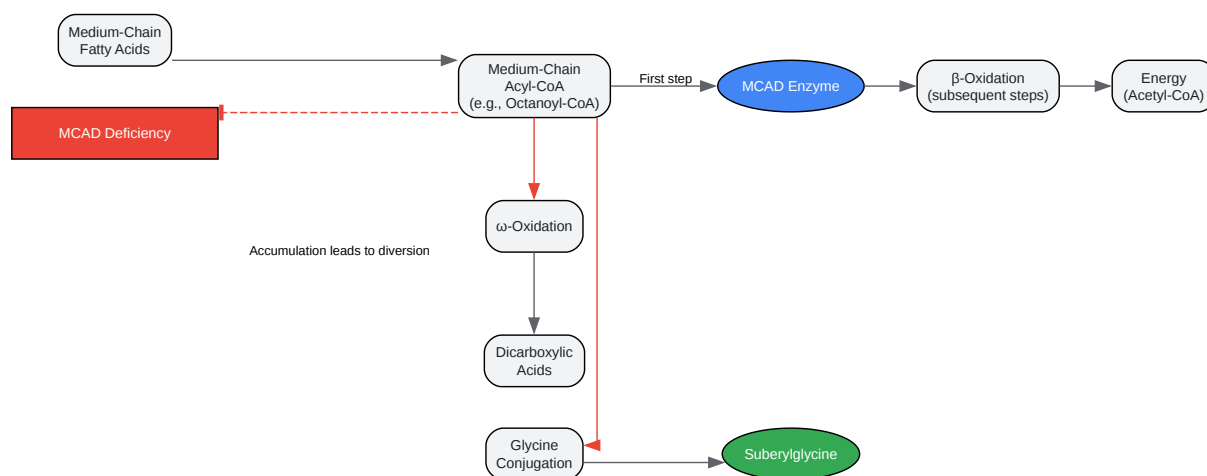 Medium-Chain
Fatty Acids
Medium-Chain
Acyl-CoA
(e.g., Octanoyl-CoA)
First step
MCAD Enzyme
β-Oxidation
(subsequent steps)
Energy
(Acetyl-CoA)
MCAD Deficiency
ω-Oxidation
Accumulation leads to diversion
Dicarboxylic
Acids
Glycine
Conjugation
Suberylglycine